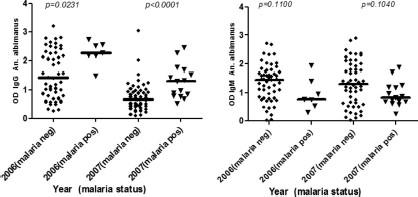 p=0.0231 p<0.0001
OD IgG An. albimanus
4
3
2
1
0
2006(malaria neg)
2006(malaria pos)
2007(malaria neg)
2007(malaria pos)
Year (malaria status)
p=0.1100 p=0.1040
OD IgM An. albimanus
4
3
2
1
0
2006(malaria neg)
2006(malaria pos)
2007(malaria neg)
2007(malaria pos)
Year (malaria status)